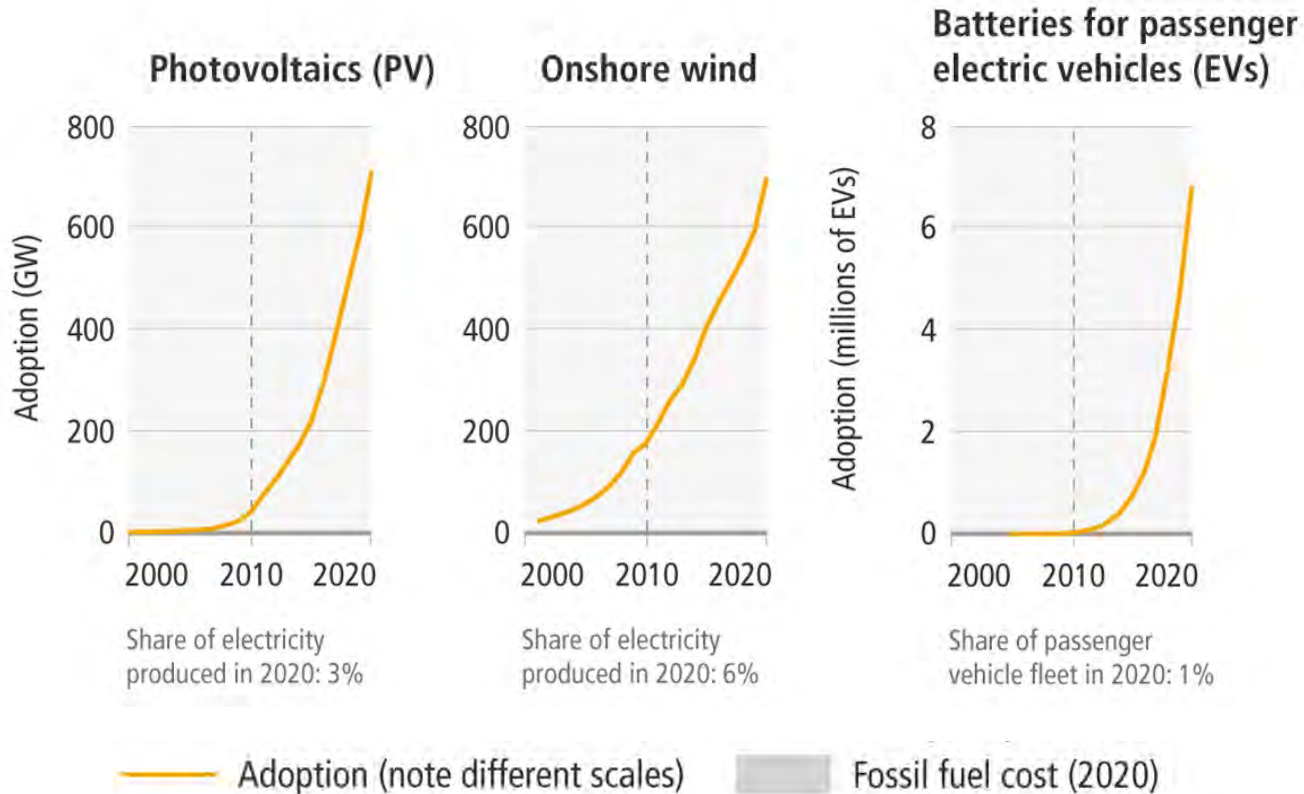 Photovoltaics (PV)
Onshore wind
Batteries for passenger
electric vehicles (EVs)
Adoption (GW)
800
600
400
200
0
2000 2010 2020
Share of electricity
produced in 2020: 3%
800
600
400
200
0
2000 2010 2020
Share of electricity
produced in 2020: 6%
Adoption (millions of EVs)
8
6
4
2
0
2000 2010 2020
Share of passenger
vehicle fleet in 2020: 1%
Adoption (note different scales)
Fossil fuel cost (2020)